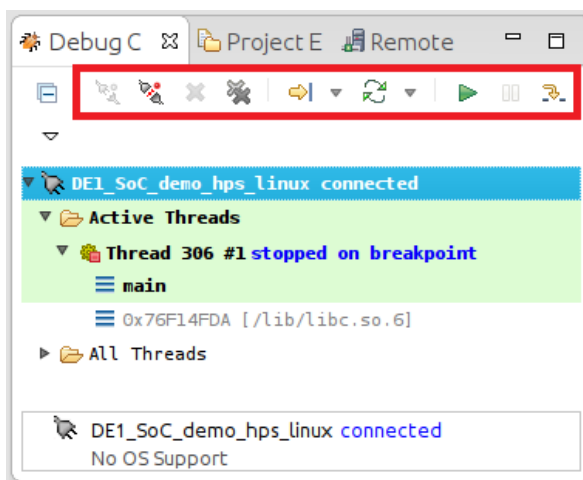 Debug C Project E Remote
DE1_SoC_demo_hps_linux connected
Active Threads
Thread 306 #1 stopped on breakpoint
main
0x76F14FDA [/lib/libc.so.6]
All Threads
DE1_SoC_demo_hps_linux connected
No OS Support